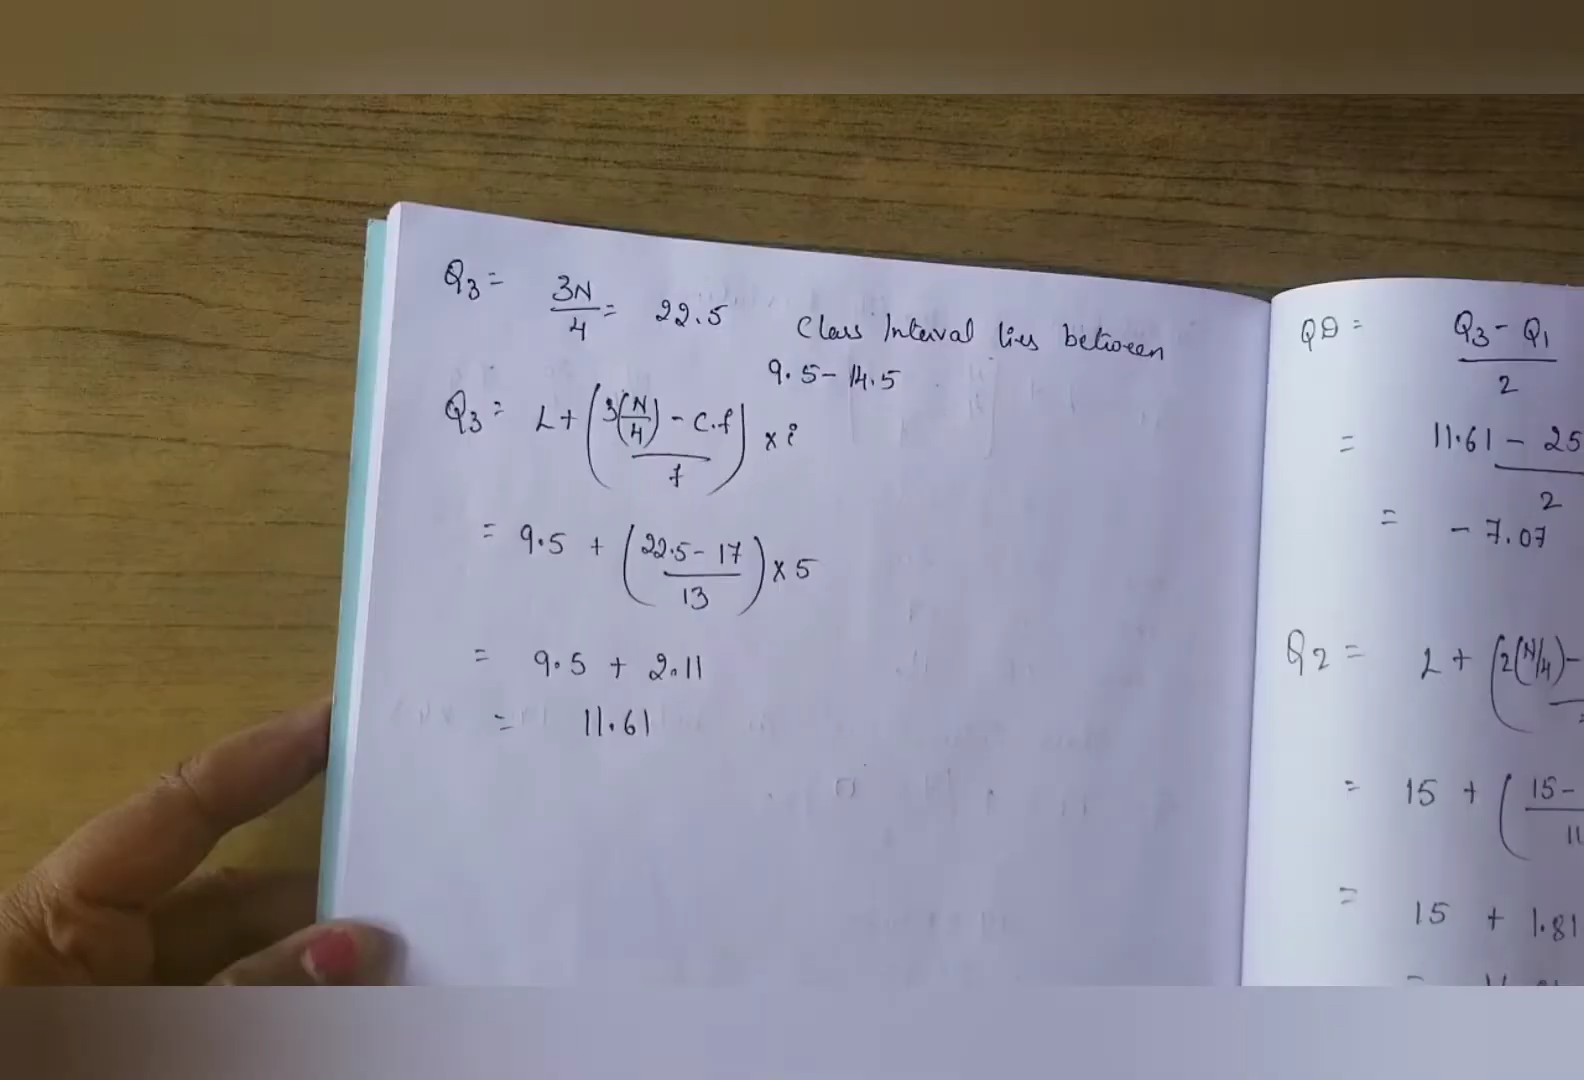 Q3 = 3N/4 = 22.5 Class Interval lies between
9.5 - 14.5
Q3 = L + (3(N/4) - c.f / f) x i
= 9.5 + (22.5 - 17 / 13) x 5
= 9.5 + 2.11
= 11.61
QD = Q3 - Q1 / 2
= 11.61 - 25 / 2
= - 7.07
Q2 = L + (2(N/4) -
= 15 + (15 - / 11
= 15 + 1.81